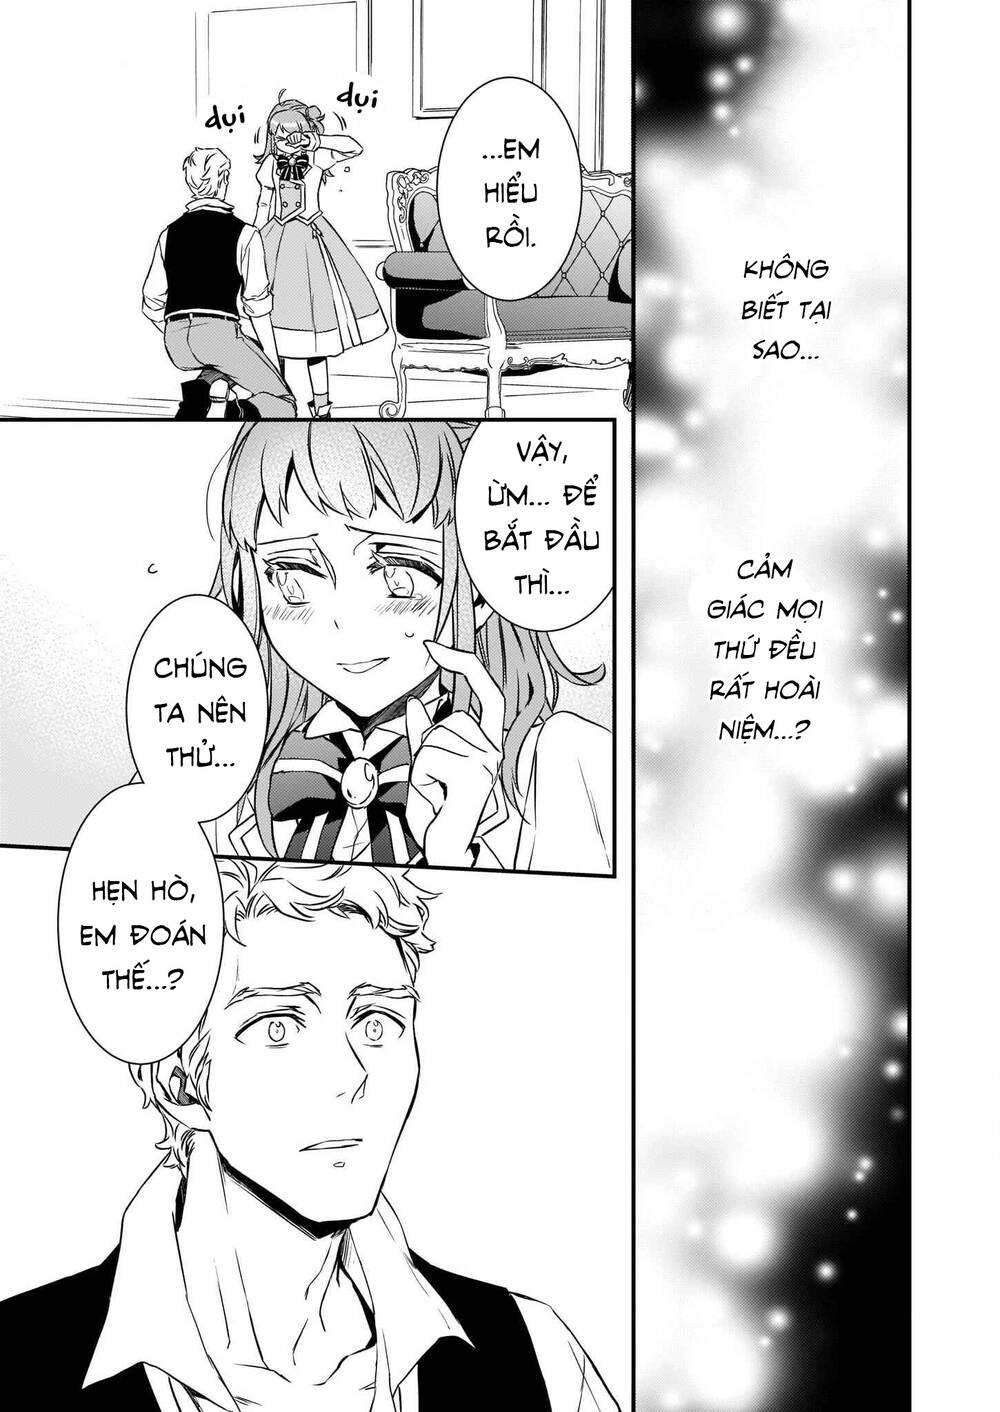 KHÔNG
BIẾT TẠI
SAO...
CẢM
GIÁC MỌI
THỨ ĐỀU
RẤT HOÀI
NIỆM...?
...EM
HIỂU
RỒI.
dụi
dụi
VẬY,
ỪM... ĐỂ
BẮT ĐẦU
THÌ...
CHÚNG
TA NÊN
THỬ...
HẸN HÒ,
EM ĐOÁN
THẾ...?